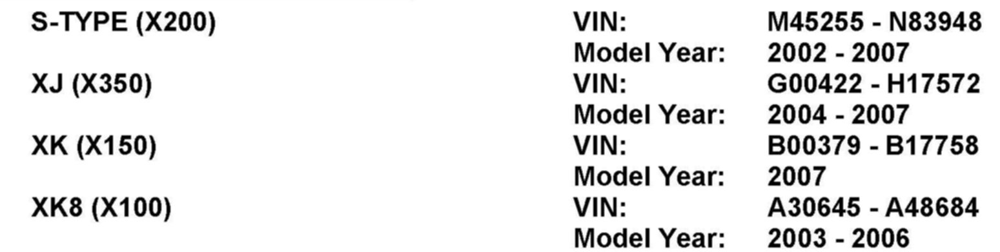 S-TYPE (X200) VIN: M45255 - N83948
Model Year: 2002 - 2007
XJ (X350) VIN: G00422 - H17572
Model Year: 2004 - 2007
XK (X150) VIN: B00379 - B17758
Model Year: 2007
XK8 (X100) VIN: A30645 - A48684
Model Year: 2003 - 2006